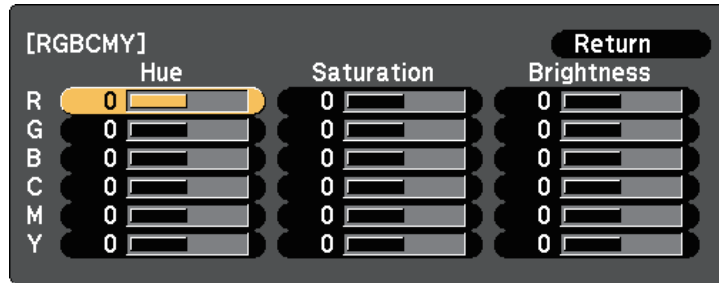 [RGBCMY] Return
Hue Saturation Brightness
R 0 0 0
G 0 0 0
B 0 0 0
C 0 0 0
M 0 0 0
Y 0 0 0